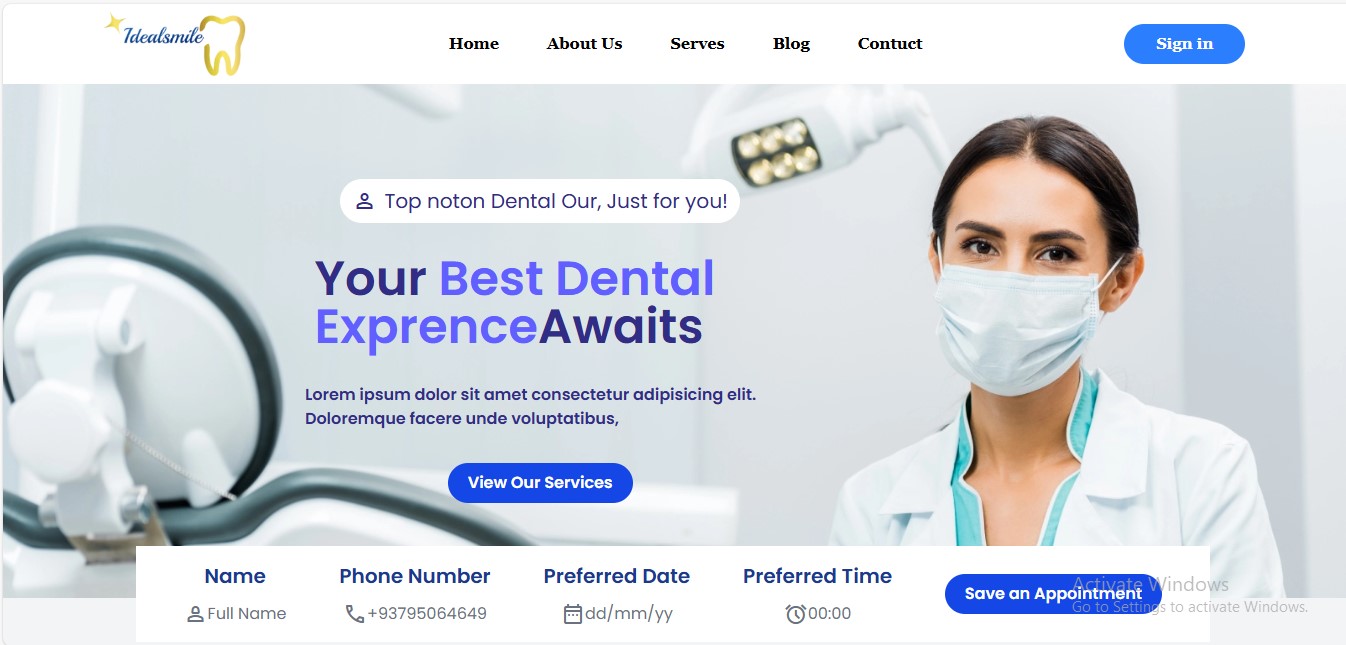 Idealsmile
Home About Us Serves Blog Contuct Sign in
Top noton Dental Our, Just for you!
Your Best Dental
ExprenceAwaits
Lorem ipsum dolor sit amet consectetur adipisicing elit.
Doloremque facere unde voluptatibus,
View Our Services
Name Phone Number Preferred Date Preferred Time
Full Name +93795064649 dd/mm/yy 00:00
Save an Appointment
Activate Windows
Go to Settings to activate Windows.